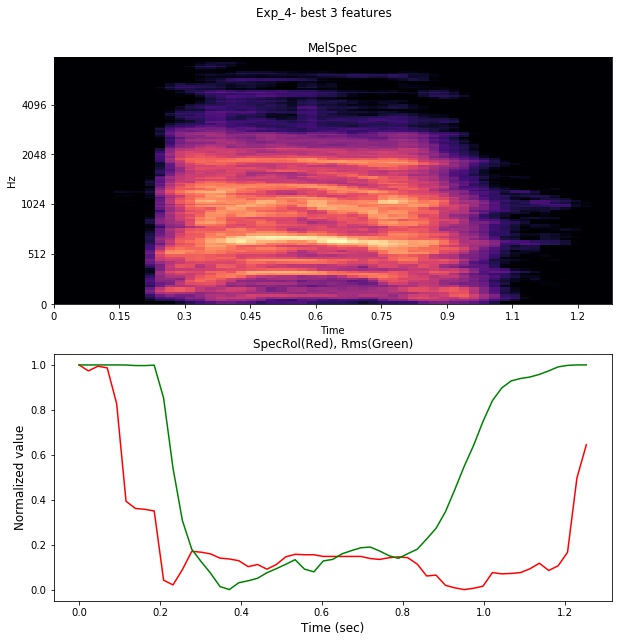 Exp_4- best 3 features
MelSpec
4096
2048
1024
512
0
Hz
0 0.15 0.3 0.45 0.6 0.75 0.9 1.1 1.2
Time
SpecRol(Red), Rms(Green)
1.0
0.8
0.6
0.4
0.2
0.0
Normalized value
0.0 0.2 0.4 0.6 0.8 1.0 1.2
Time (sec)